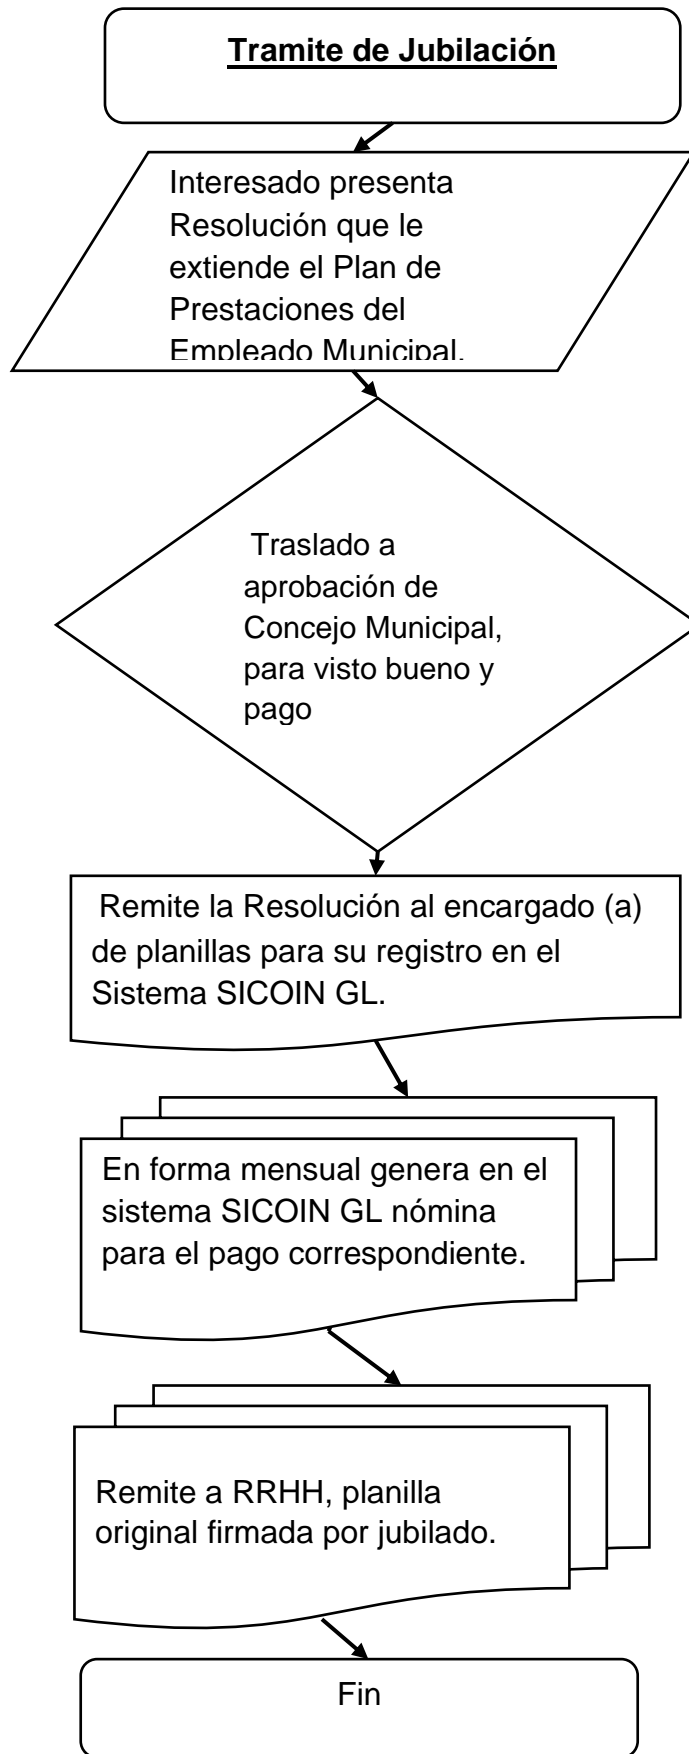 Tramite de Jubilación
Interesado presenta
Resolución que le
extiende el Plan de
Prestaciones del
Empleado Municipal.
Traslado a
aprobación de
Concejo Municipal,
para visto bueno y
pago
Remite la Resolución al encargado (a)
de planillas para su registro en el
Sistema SICOIN GL.
En forma mensual genera en el
sistema SICOIN GL nómina
para el pago correspondiente.
Remite a RRHH, planilla
original firmada por jubilado.
Fin